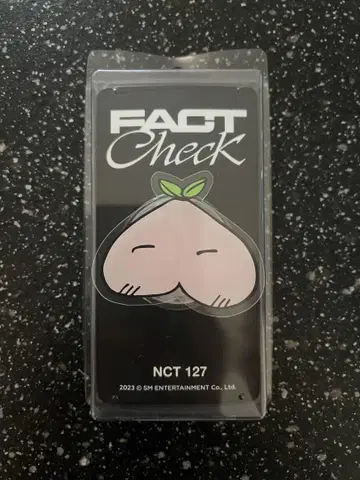 FACT
Check
NCT 127
2023 © SM ENTERTAINMENT Co., Ltd.